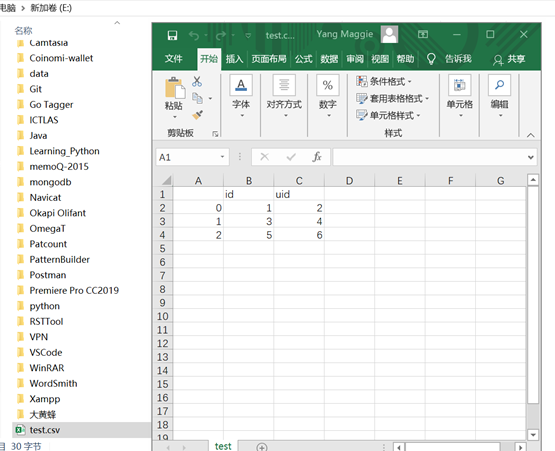 电脑 > 新加卷 (E:)
名称
Camtasia
Coinomi-wallet
data
Git
Go Tagger
ICTLAS
Java
Learning_Python
memoQ-2015
mongodb
Navicat
Okapi Olifant
OmegaT
Patcount
PatternBuilder
Postman
Premiere Pro CC2019
python
RSTTool
VPN
VSCode
WinRAR
WordSmith
Xampp
大黄蜂
test.csv
目 30 字节
test.c... Yang Maggie
文件 开始 插入 页面布局 公式 数据 审阅 视图 帮助 告诉我 共享
粘贴
剪贴板
字体
对齐方式
数字
条件格式
套用表格格式
单元格样式
样式
单元格
编辑
A1 fx
A B C D E F G
1 id uid
2 0 1 2
3 1 3 4
4 2 5 6
5
6
7
8
9
10
11
12
13
14
15
16
17
18
19
test